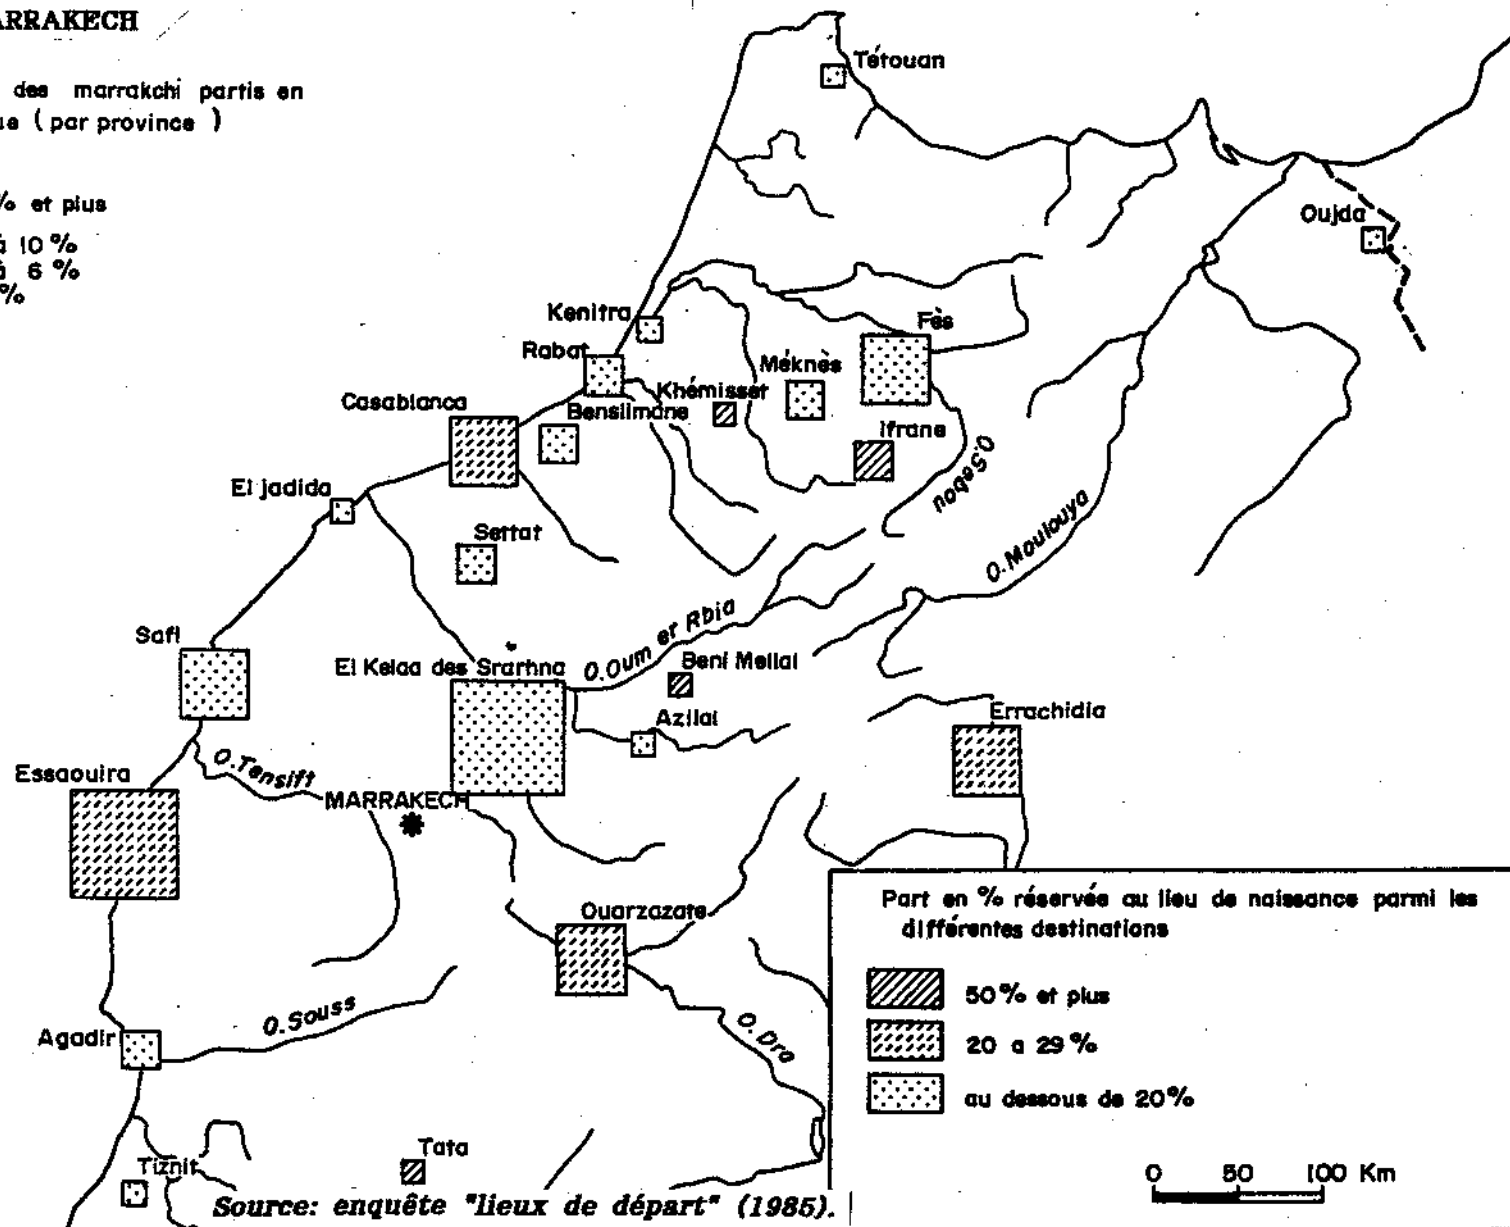 ARRAKECH
des marrakchi partis en
ue (par province)
% et plus
à 10%
à 6%
%
Tétouan
Oujda
Kenitra
Fès
Rabat
Méknès
Khémisset
Casablanca
Benslimane
Ifrane
O.Sebou
El jadida
O.Moulouya
Settat
Safi
O.Oum er Rbia
El Kelaa des Srarhna
Beni Mellal
Azilal
Errachidia
Essaouira
O.Tensift
MARRAKECH
Ouarzazate
Part en % réservée au lieu de naissance parmi les
différentes destinations
50% et plus
O.Souss
Agadir
O.Dra
20 a 29%
au dessous de 20%
Tata
Tiznit
0 50 100 Km
Source: enquête "lieux de départ" (1985).